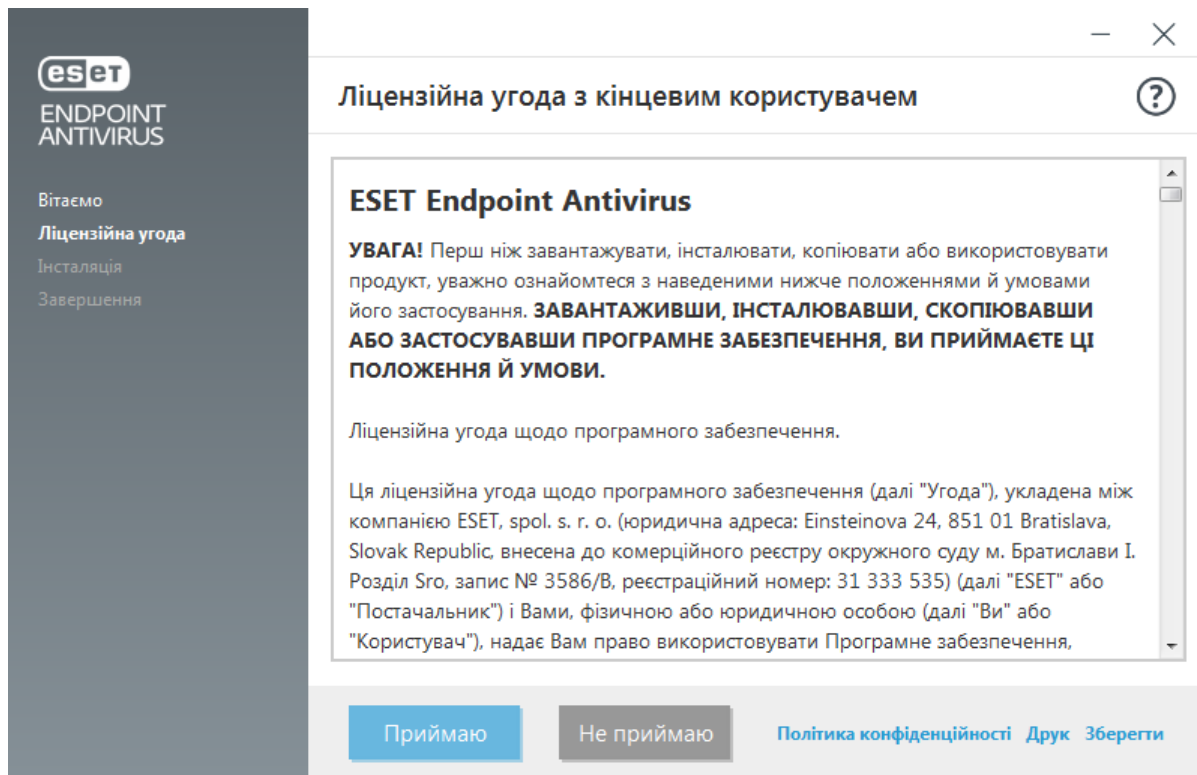 eset
ENDPOINT
ANTIVIRUS
Вітаємо
Ліцензійна угода
Інсталяція
Завершення
Ліцензійна угода з кінцевим користувачем
?
ESET Endpoint Antivirus
УВАГА! Перш ніж завантажувати, інсталювати, копіювати або використовувати
продукт, уважно ознайомтеся з наведеними нижче положеннями й умовами
його застосування. ЗАВАНТАЖИВШИ, ІНСТАЛЮВАВШИ, СКОПІЮВАВШИ
АБО ЗАСТОСУВАВШИ ПРОГРАМНЕ ЗАБЕЗПЕЧЕННЯ, ВИ ПРИЙМАЄТЕ ЦІ
ПОЛОЖЕННЯ Й УМОВИ.
Ліцензійна угода щодо програмного забезпечення.
Ця ліцензійна угода щодо програмного забезпечення (далі "Угода"), укладена між
компанією ESET, spol. s. r. o. (юридична адреса: Einsteinova 24, 851 01 Bratislava,
Slovak Republic, внесена до комерційного реєстру окружного суду м. Братислави I.
Розділ Sro, запис № 3586/B, реєстраційний номер: 31 333 535) (далі "ESET" або
"Постачальник") і Вами, фізичною або юридичною особою (далі "Ви" або
"Користувач"), надає Вам право використовувати Програмне забезпечення,
Приймаю
Не приймаю
Політика конфіденційності Друк Зберегти